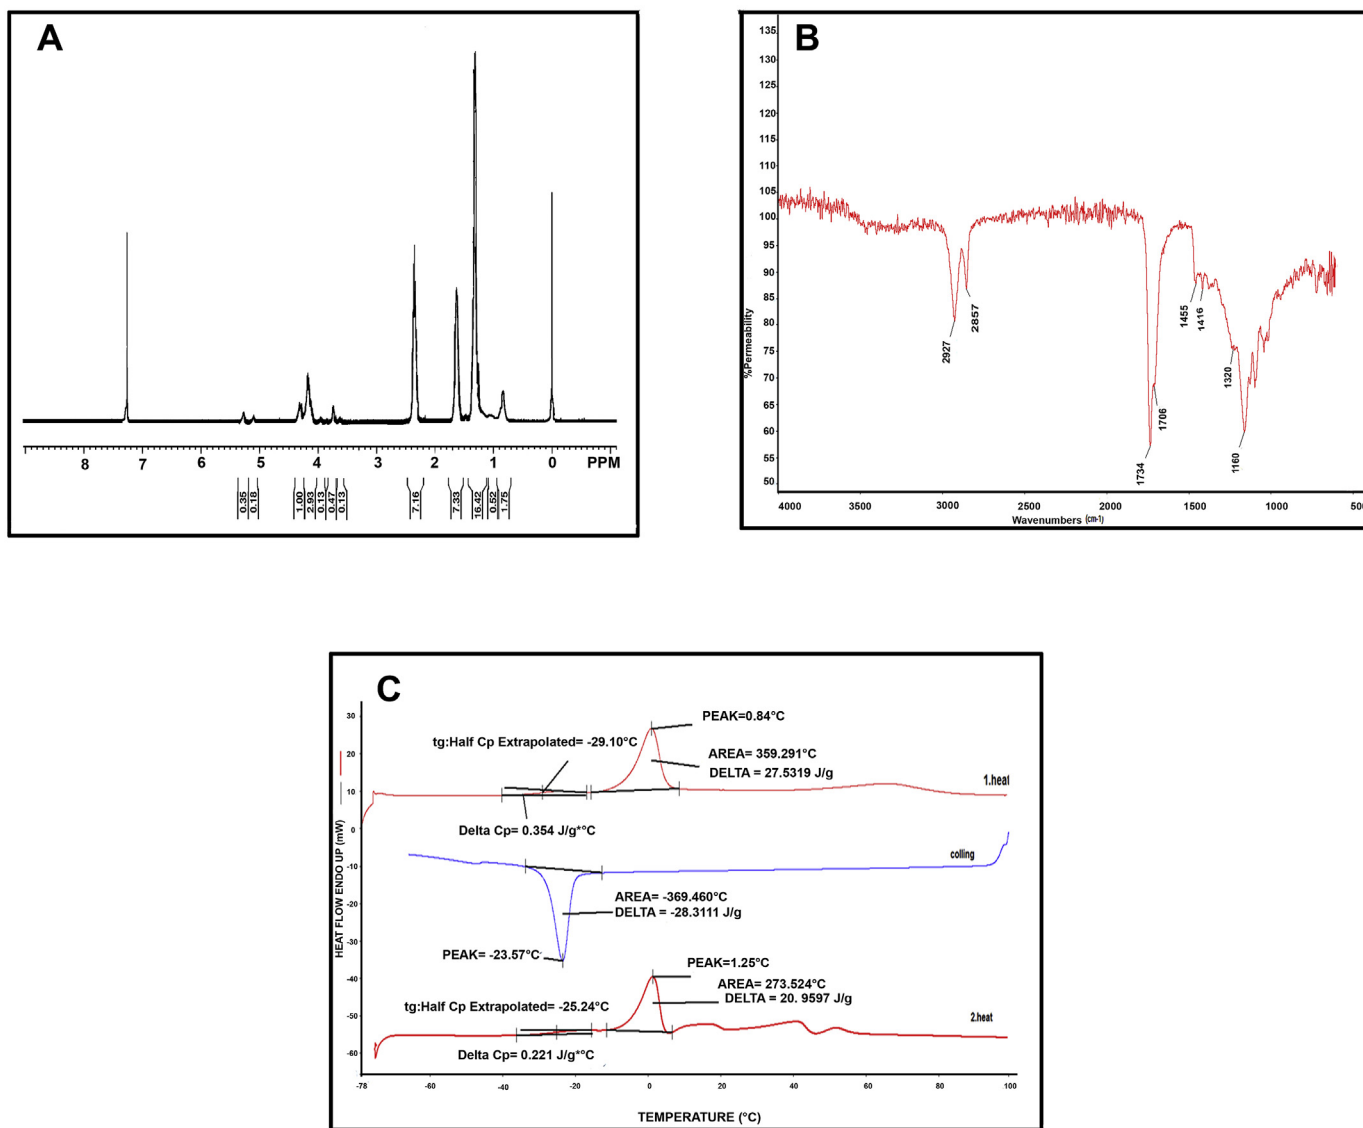 A
8 7 6 5 4 3 2 1 0 PPM
0.35 0.18 1.00 2.93 0.13 0.47 0.13 7.16 7.33 16.42 0.52 1.75
B
135
130
125
120
115
110
105
100
95
90
85
80
75
70
65
60
55
50
%Permeability
2927
2857
1734
1706
1455
1416
1320
1160
4000 3500 3000 2500 2000 1500 1000 500
Wavenumbers (cm-1)
C
30
20
10
0
-10
-20
-30
-40
-50
-60
HEAT FLOW ENDO UP (mW)
PEAK=0.84°C
tg:Half Cp Extrapolated= -29.10°C
AREA= 359.291°C
DELTA = 27.5319 J/g
1.heat
Delta Cp= 0.354 J/g*°C
colling
AREA= -369.460°C
DELTA = -28.3111 J/g
PEAK= -23.57°C
PEAK=1.25°C
AREA= 273.524°C
DELTA = 20. 9597 J/g
tg:Half Cp Extrapolated= -25.24°C
2.heat
Delta Cp= 0.221 J/g*°C
-78 -60 -40 -20 0 20 40 60 80 100
TEMPERATURE (°C)